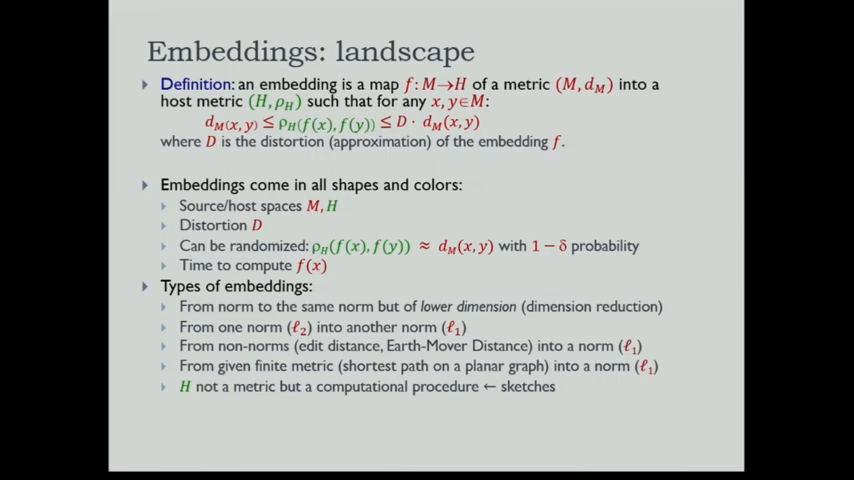 Embeddings: landscape
Definition: an embedding is a map f: M→H of a metric (M, d_M) into a
host metric (H, ρ_H) such that for any x, y∈M:
d_M(x, y) ≤ ρ_H(f(x), f(y)) ≤ D · d_M(x, y)
where D is the distortion (approximation) of the embedding f.
Embeddings come in all shapes and colors:
Source/host spaces M, H
Distortion D
Can be randomized: ρ_H(f(x), f(y)) ≈ d_M(x, y) with 1 − δ probability
Time to compute f(x)
Types of embeddings:
From norm to the same norm but of lower dimension (dimension reduction)
From one norm (ℓ₂) into another norm (ℓ₁)
From non-norms (edit distance, Earth-Mover Distance) into a norm (ℓ₁)
From given finite metric (shortest path on a planar graph) into a norm (ℓ₁)
H not a metric but a computational procedure ← sketches